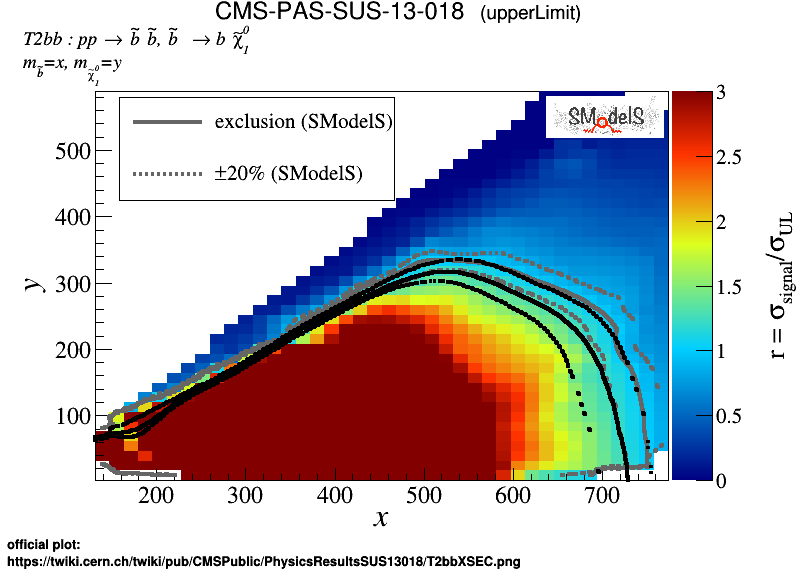 CMS-PAS-SUS-13-018 (upperLimit)
T2bb : pp → b̃ b̃, b̃ → b χ̃₁⁰
m_b̃=x, m_χ̃₁⁰=y
exclusion (SModelS)
±20% (SModelS)
SModelS
500
400
300
200
100
y
200 300 400 500 600 700
x
3
2.5
2
1.5
1
0.5
0
r = σ_signal/σ_UL
official plot:
https://twiki.cern.ch/twiki/pub/CMSPublic/PhysicsResultsSUS13018/T2bbXSEC.png